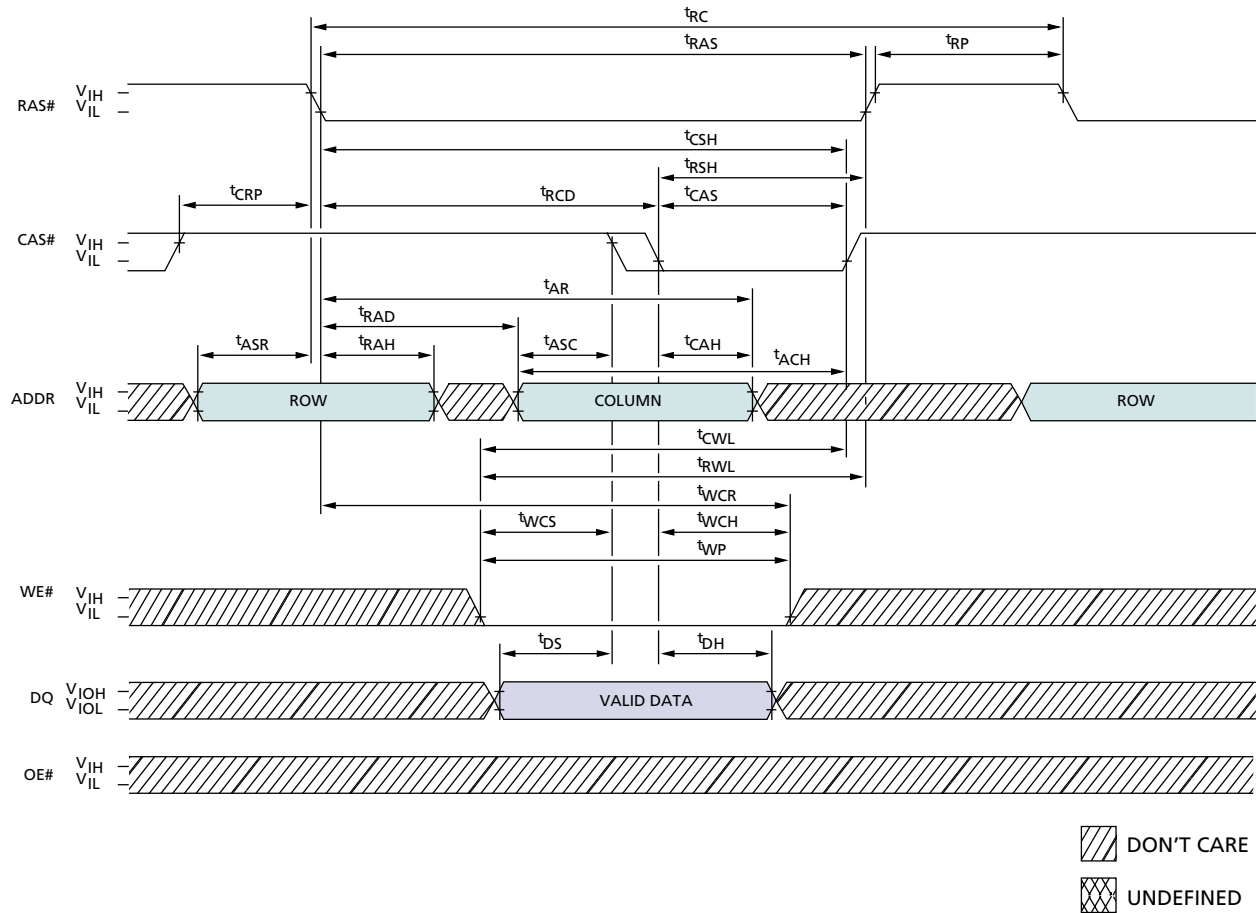 tRC
tRAS tRP
RAS# VIH
VIL
tCSH
tRSH
tCRP tRCD tCAS
CAS# VIH
VIL
tAR
tRAD
tASR tRAH tASC tCAH
tACH
ADDR VIH
VIL
ROW COLUMN ROW
tCWL
tRWL
tWCR
tWCS tWCH
tWP
WE# VIH
VIL
tDS tDH
DQ VIOH
VIOL
VALID DATA
OE# VIH
VIL
DON'T CARE
UNDEFINED